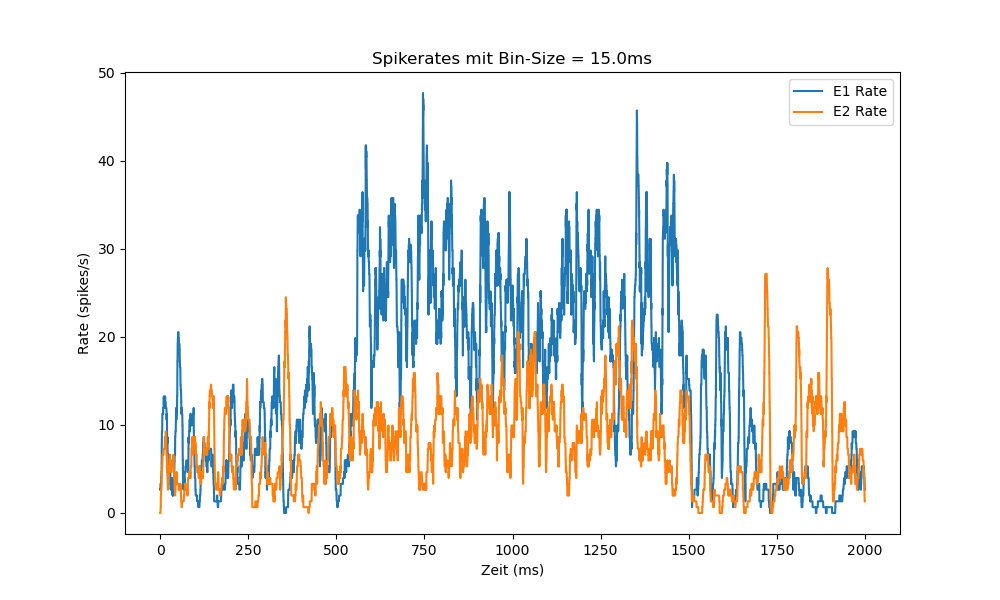 Spikerates mit Bin-Size = 15.0ms
E1 Rate
E2 Rate
Rate (spikes/s)
50
40
30
20
10
0
0 250 500 750 1000 1250 1500 1750 2000
Zeit (ms)